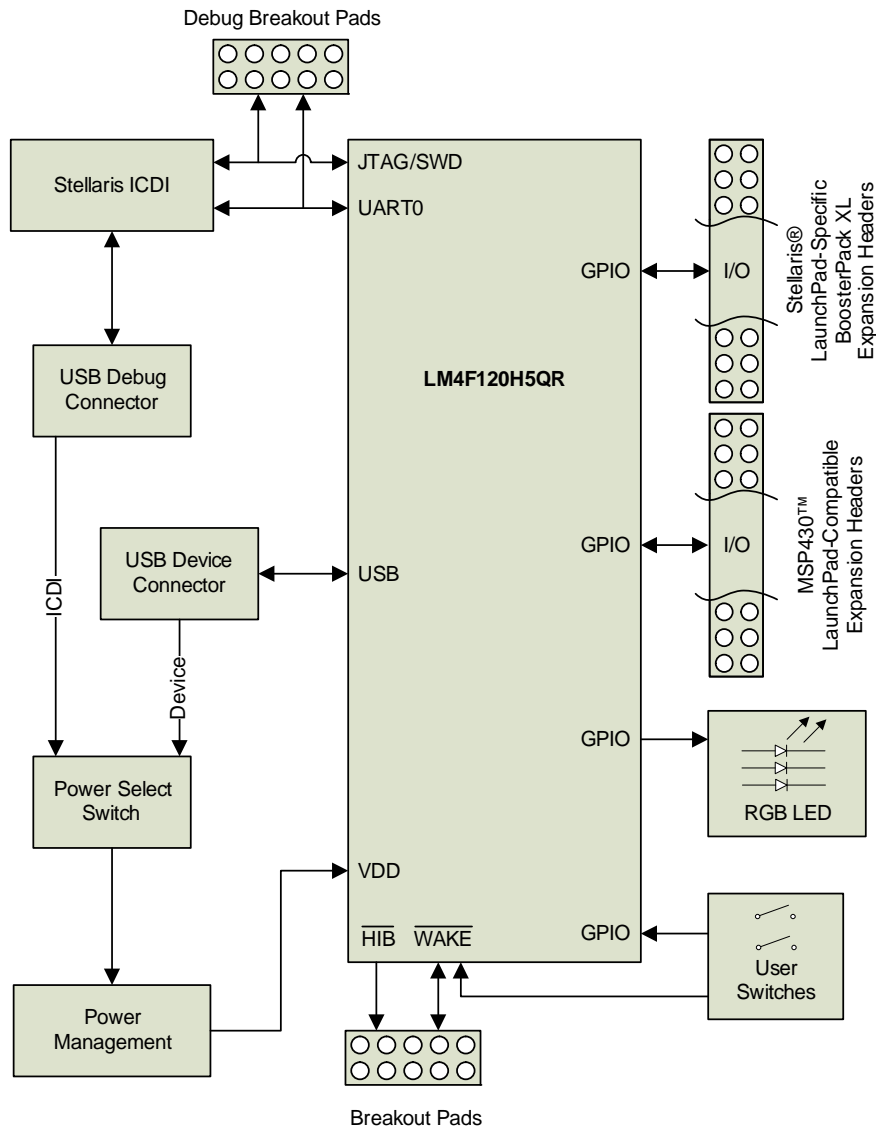 Debug Breakout Pads
Stellaris ICDI
JTAG/SWD
UART0
GPIO
I/O
Stellaris®
LaunchPad-Specific
BoosterPack XL
Expansion Headers
USB Debug
Connector
LM4F120H5QR
ICDI
USB Device
Connector
USB
GPIO
I/O
MSP430™
LaunchPad-Compatible
Expansion Headers
Device
GPIO
RGB LED
Power Select
Switch
VDD
HIB WAKE
GPIO
User
Switches
Power
Management
Breakout Pads